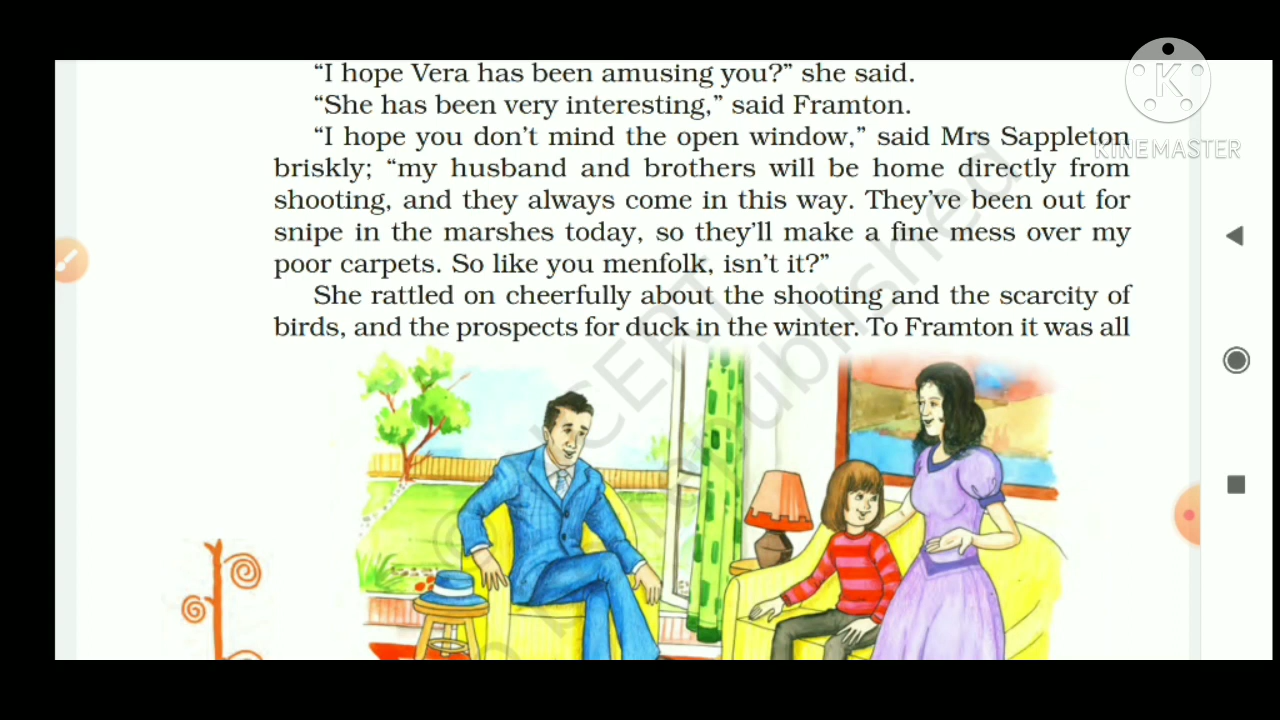 “I hope Vera has been amusing you?” she said.
“She has been very interesting,” said Framton.
“I hope you don’t mind the open window,” said Mrs Sappleton
briskly; “my husband and brothers will be home directly from
shooting, and they always come in this way. They’ve been out for
snipe in the marshes today, so they’ll make a fine mess over my
poor carpets. So like you menfolk, isn’t it?”
She rattled on cheerfully about the shooting and the scarcity of
birds, and the prospects for duck in the winter. To Framton it was all
K
KINEMASTER
© NCERT
republished